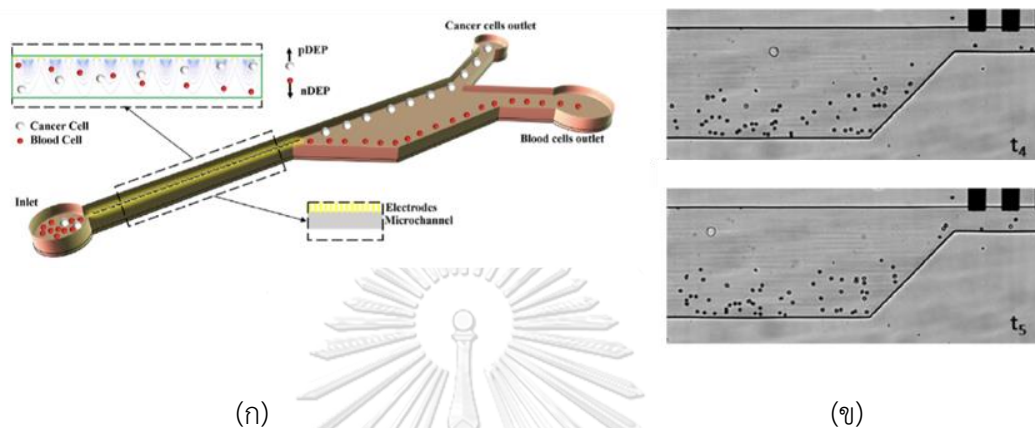 Cancer cells outlet
pDEP
nDEP
Cancer Cell
Blood Cell
Blood cells outlet
Inlet
Electrodes
Microchannel
t4
t5
(ก)
(ข)